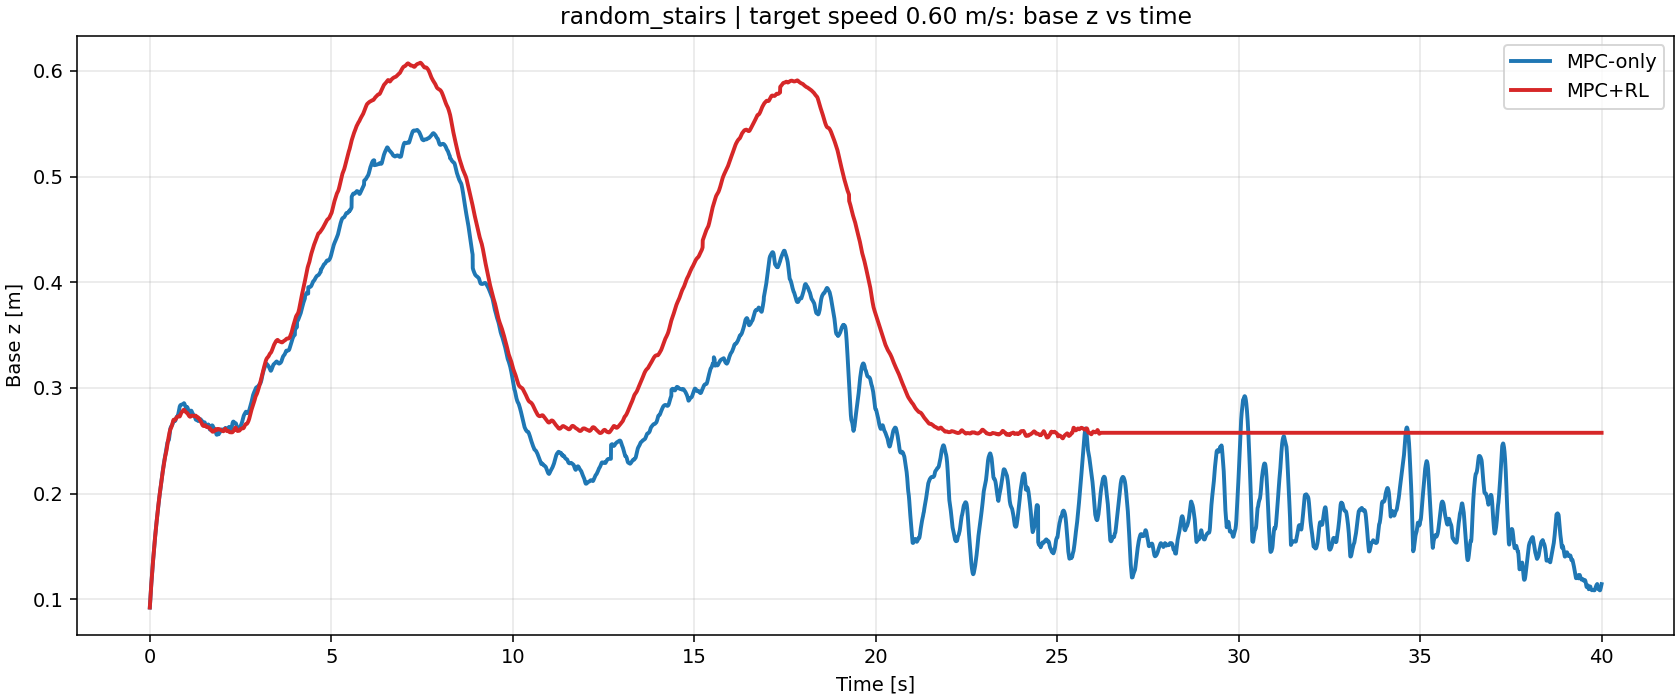 random_stairs | target speed 0.60 m/s: base z vs time
MPC-only
MPC+RL
Base z [m]
0.6
0.5
0.4
0.3
0.2
0.1
0 5 10 15 20 25 30 35 40
Time [s]